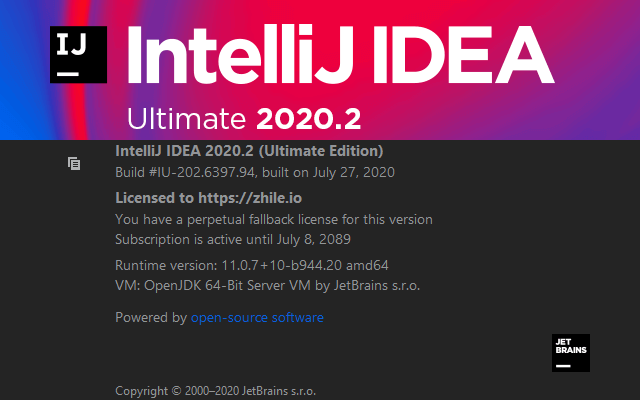 IJ
IntelliJ IDEA
Ultimate 2020.2
IntelliJ IDEA 2020.2 (Ultimate Edition)
Build #IU-202.6397.94, built on July 27, 2020
Licensed to https://zhile.io
You have a perpetual fallback license for this version
Subscription is active until July 8, 2089
Runtime version: 11.0.7+10-b944.20 amd64
VM: OpenJDK 64-Bit Server VM by JetBrains s.r.o.
Powered by open-source software
JET
BRAINS
Copyright © 2000–2020 JetBrains s.r.o.